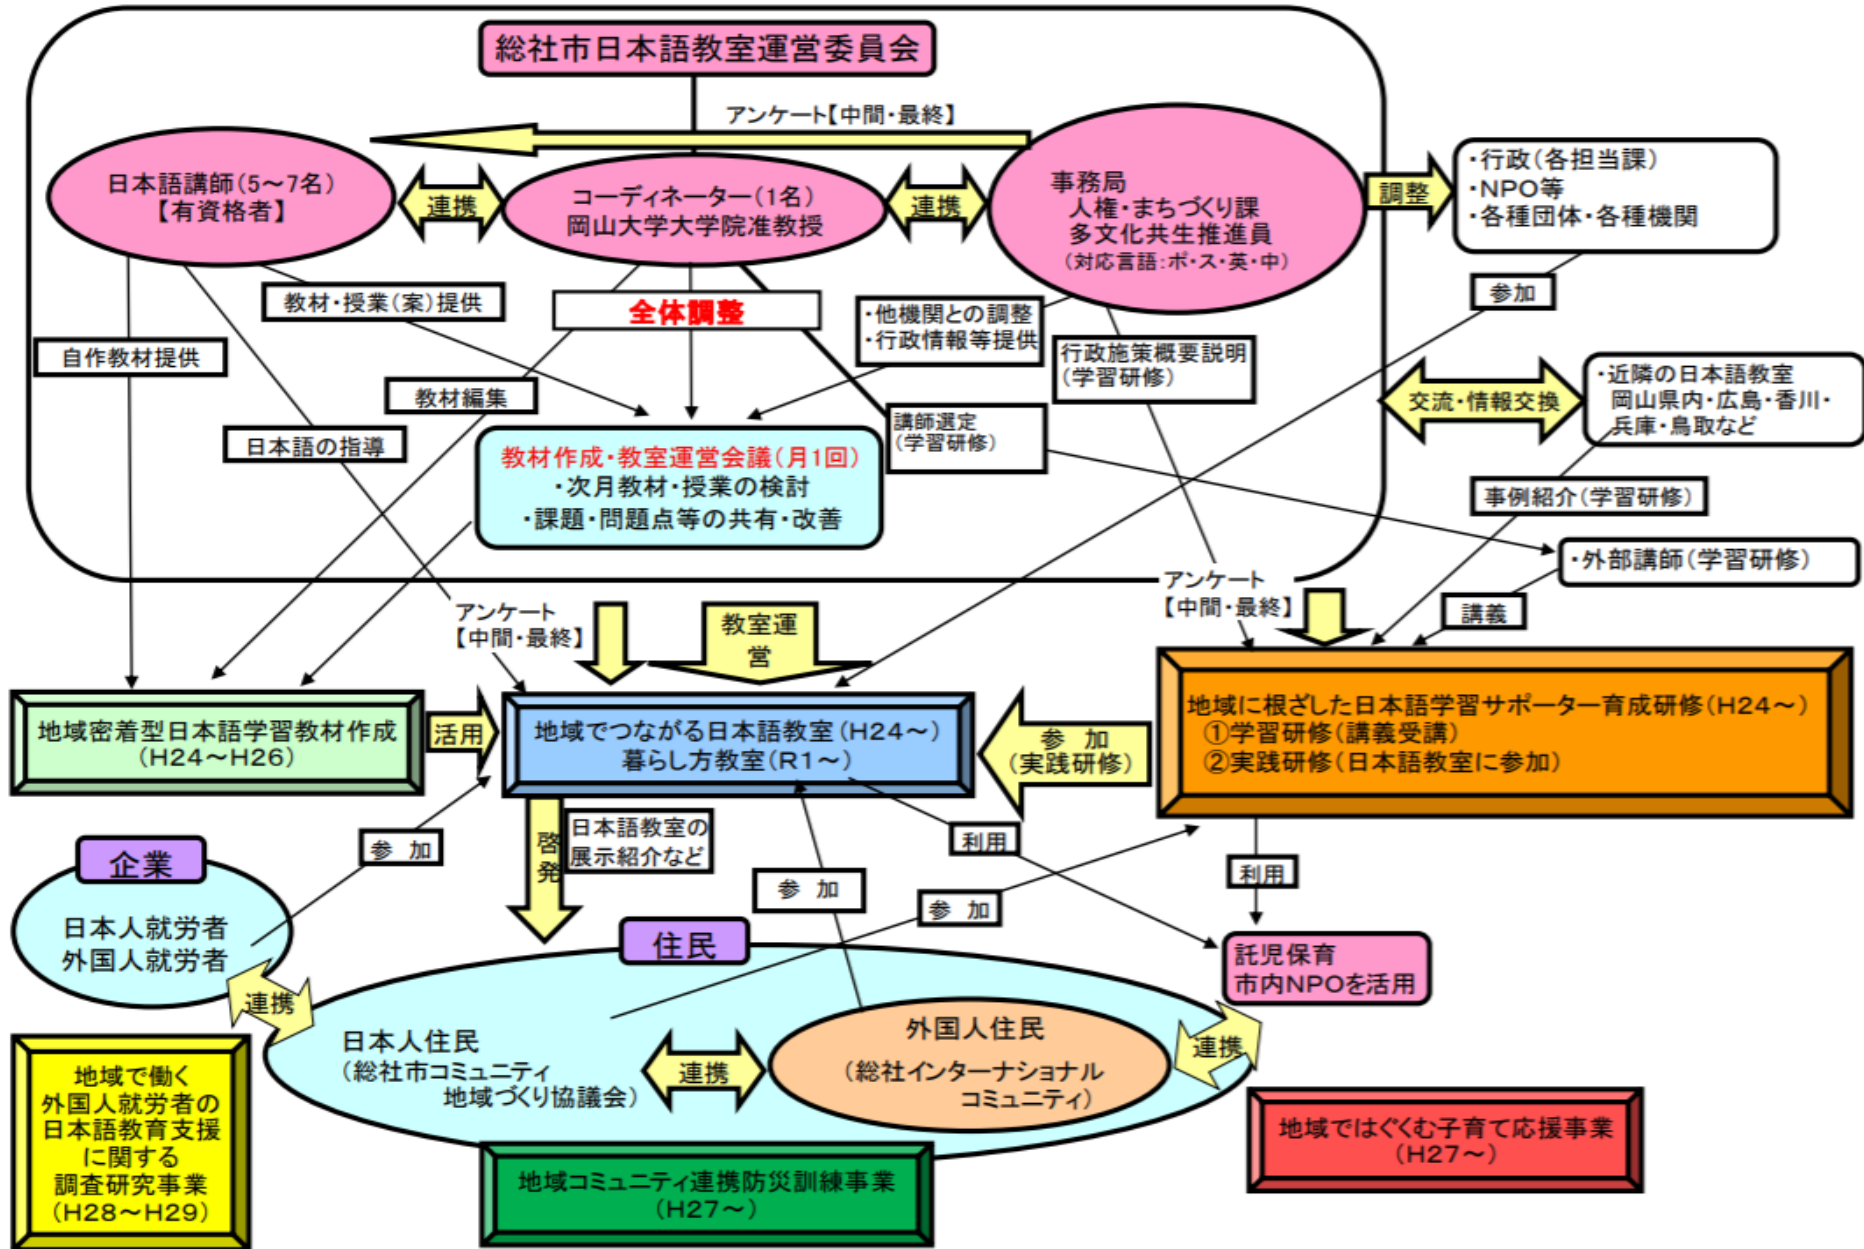 総社市日本語教室運営委員会
アンケート【中間・最終】
日本語講師(5～7名)
【有資格者】
連携
コーディネーター(1名)
岡山大学大学院准教授
連携
事務局
人権・まちづくり課
多文化共生推進員
(対応言語:ポ・ス・英・中)
調整
・行政(各担当課)
・NPO等
・各種団体・各種機関
教材・授業(案)提供
全体調整
・他機関との調整
・行政情報等提供
参加
自作教材提供
教材編集
行政施策概要説明
(学習研修)
交流・情報交換
・近隣の日本語教室
岡山県内・広島・香川・
兵庫・鳥取など
日本語の指導
講師選定
(学習研修)
教材作成・教室運営会議(月1回)
・次月教材・授業の検討
・課題・問題点等の共有・改善
事例紹介(学習研修)
・外部講師(学習研修)
アンケート
【中間・最終】
教室運
営
アンケート
【中間・最終】
講義
地域密着型日本語学習教材作成
(H24～H26)
活用
地域でつながる日本語教室(H24～)
暮らし方教室(R1～)
参 加
(実践研修)
地域に根ざした日本語学習サポーター育成研修(H24～)
①学習研修(講義受講)
②実践研修(日本語教室に参加)
企業
参 加
啓
発
日本語教室の
展示紹介など
利用
利用
参 加
参 加
日本人就労者
外国人就労者
住民
託児保育
市内NPOを活用
連携
日本人住民
(総社市コミュニティ
地域づくり協議会)
連携
外国人住民
(総社インターナショナル
コミュニティ)
連携
地域で働く
外国人就労者の
日本語教育支援
に関する
調査研究事業
(H28～H29)
地域コミュニティ連携防災訓練事業
(H27～)
地域ではぐくむ子育て応援事業
(H27～)